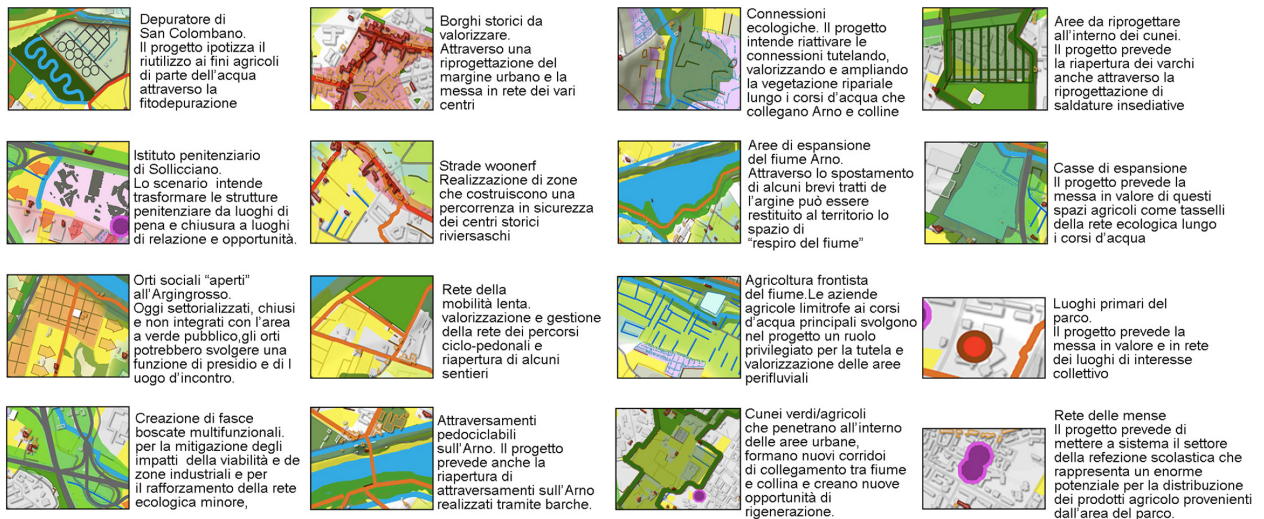 Depuratore di
San Colombano.
Il progetto ipotizza il
riutilizzo ai fini agricoli
di parte dell'acqua
attraverso la
fitodepurazione
Istituto penitenziario
di Sollicciano.
Lo scenario intende
trasformare le strutture
penitenziare da luoghi di
pena e chiusura a luoghi
di relazione e opportunità.
Orti sociali "aperti"
all'Argingrosso.
Oggi settorializzati, chiusi
e non integrati con l'area
a verde pubblico,gli orti
potrebbero svolgere una
funzione di presidio e di l
uogo d'incontro.
Creazione di fasce
boscate multifunzionali.
per la mitigazione degli
impatti della viabilità e de
zone industriali e per
il rafforzamento della rete
ecologica minore,
Borghi storici da
valorizzare.
Attraverso una
riprogettazione del
margine urbano e la
messa in rete dei vari
centri
Strade woonerf
Realizzazione di zone
che costruiscono una
percorrenza in sicurezza
dei centri storici
riviersaschi
Rete della
mobilità lenta.
valorizzazione e gestione
della rete dei percorsi
ciclo-pedonali e
riapertura di alcuni
sentieri
Attraversamenti
pedociclabili
sull'Arno. Il progetto
prevede anche la
riapertura di
attraversamenti sull'Arno
realizzati tramite barche.
Connessioni
ecologiche. Il progetto
intende riattivare le
connessioni tutelando,
valorizzando e ampliando
la vegetazione ripariale
lungo i corsi d'acqua che
collegano Arno e colline
Aree di espansione
del fiume Arno.
Attraverso lo spostamento
di alcuni brevi tratti de
l'argine può essere
restituito al territorio lo
spazio di
"respiro del fiume"
Agricoltura frontista
del fiume.Le aziende
agricole limitrofe ai corsi
d'acqua principali svolgono
nel progetto un ruolo
privilegiato per la tutela e
valorizzazione delle aree
perifluviali
Cunei verdi/agricoli
che penetrano all'interno
delle aree urbane,
formano nuovi corridoi
di collegamento tra fiume
e collina e creano nuove
opportunità di
rigenerazione.
Aree da riprogettare
all'interno dei cunei.
Il progetto prevede
la riapertura dei varchi
anche attraverso la
riprogettazione di
saldature insediative
Casse di espansione
Il progetto prevede la
messa in valore di questi
spazi agricoli come tasselli
della rete ecologica lungo
i corsi d'acqua
Luoghi primari del
parco.
Il progetto prevede la
messa in valore e in rete
dei luoghi di interesse
collettivo
Rete delle mense
Il progetto prevede di
mettere a sistema il settore
della refezione scolastica che
rappresenta un enorme
potenziale per la distribuzione
dei prodotti agricolo provenienti
dall'area del parco.